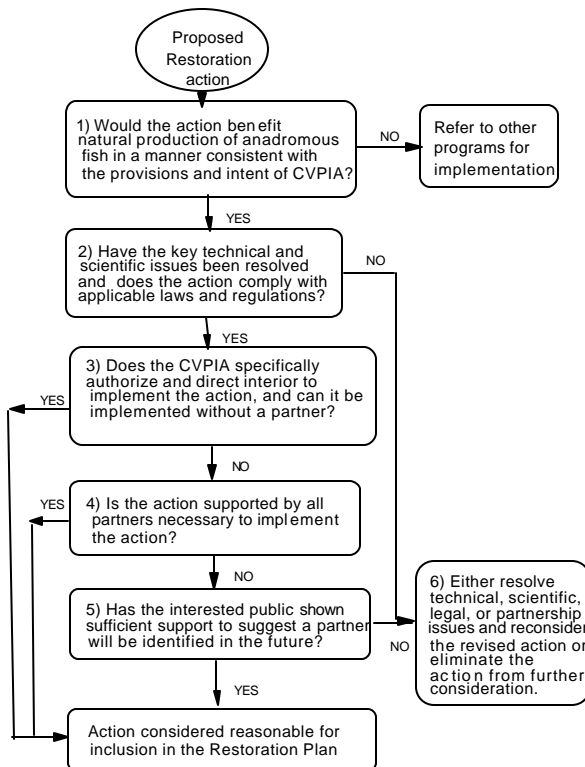 Proposed
Restoration
action
1) Would the action benefit
natural production of anadromous
fish in a manner consistent with
the provisions and intent of CVPIA?
NO
Refer to other
programs for
implementation
YES
2) Have the key technical and
scientific issues been resolved
and does the action comply with
applicable laws and regulations?
NO
YES
3) Does the CVPIA specifically
authorize and direct interior to
implement the action, and can it be
implemented without a partner?
YES
NO
4) Is the action supported by all
partners necessary to implement
the action?
YES
NO
5) Has the interested public shown
sufficient support to suggest a partner
will be identified in the future?
NO
6) Either resolve
technical, scientific,
legal, or partnership
issues and reconsider
the revised action or
eliminate the
action from further
consideration.
YES
Action considered reasonable for
inclusion in the Restoration Plan